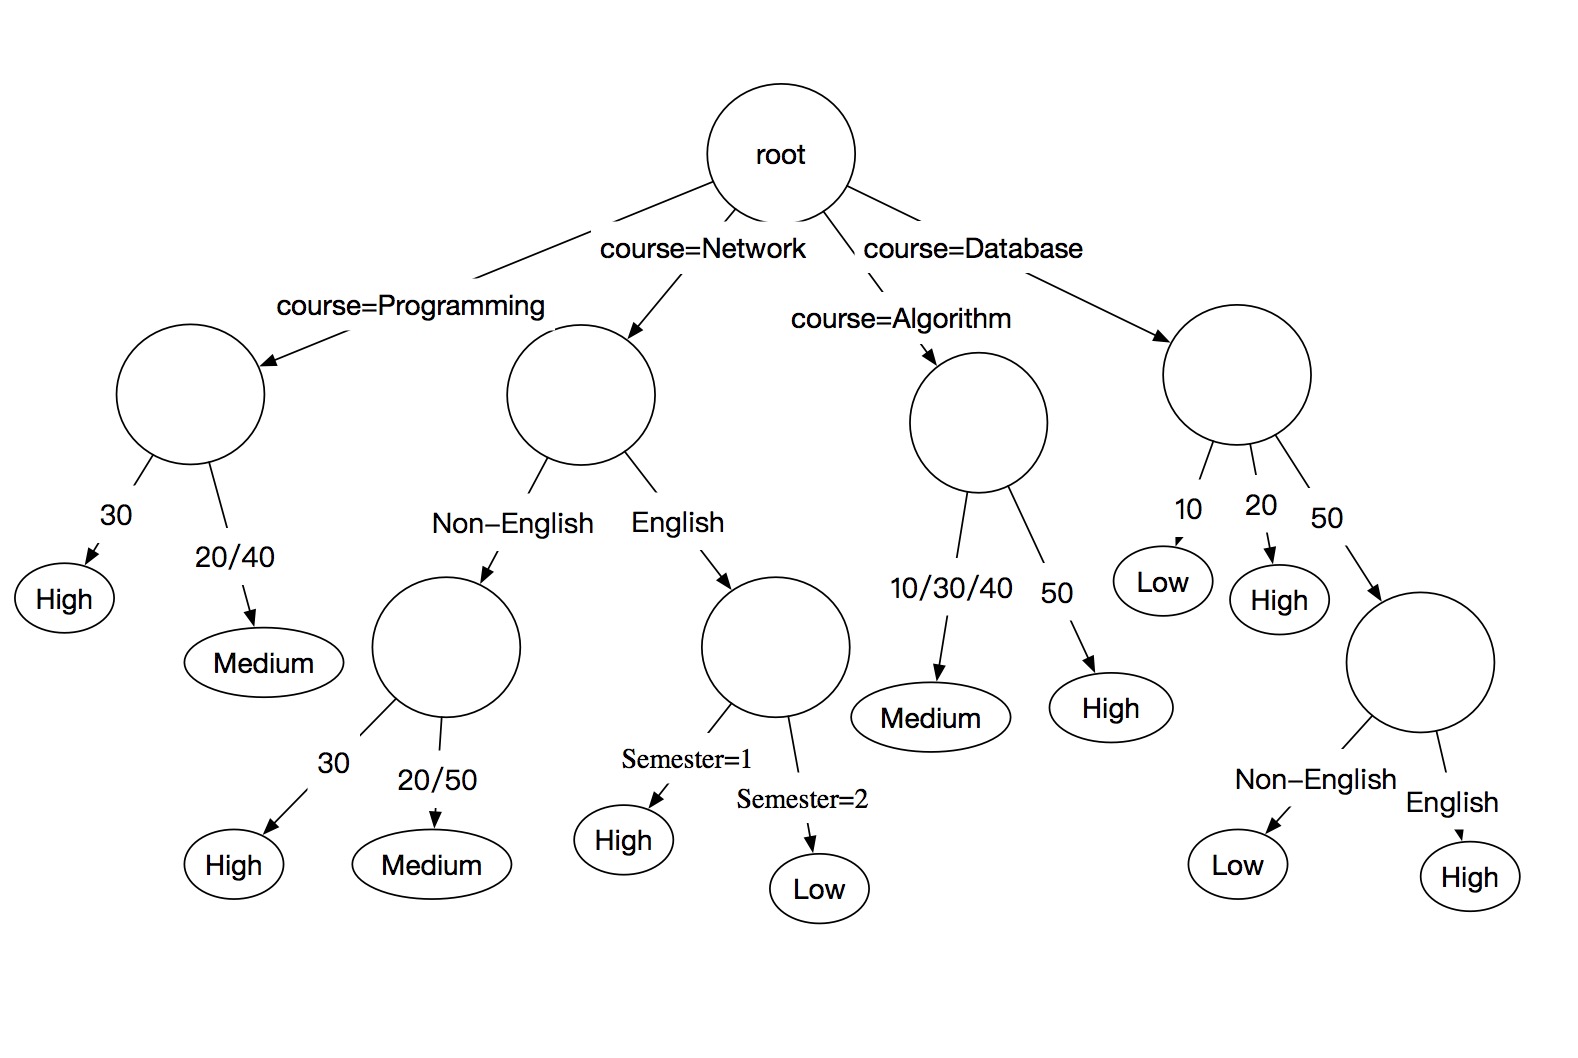 root
course=Network
course=Database
course=Programming
course=Algorithm
30
20/40
Non−English
English
10/30/40
50
10
20
50
High
Medium
Low
High
Medium
High
30
20/50
Semester=1
Semester=2
Non−English
English
High
Medium
High
Low
Low
High